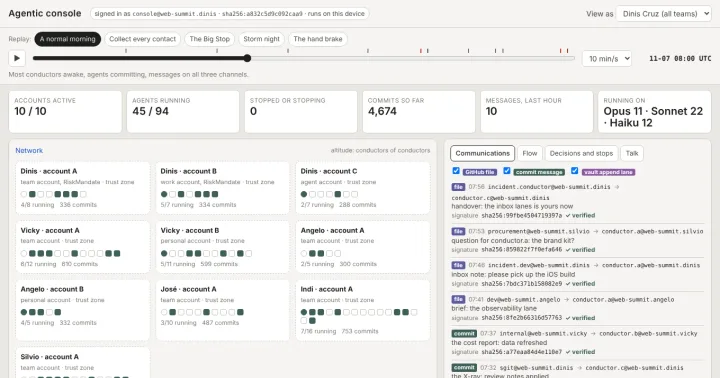 Agentic console
signed in as console@web-summit.dinis · sha256:a832c5d9c092caa9 · runs on this device
View as
Dinis Cruz (all teams)
Replay
A normal morning
Collect every contact
The Big Stop
Storm night
The hand brake
10 min/s
11-07 08:00 UTC
Most conductors awake, agents committing, messages on all three channels.
ACCOUNTS ACTIVE
10 / 10
AGENTS RUNNING
45 / 94
STOPPED OR STOPPING
0
COMMITS SO FAR
4,674
MESSAGES, LAST HOUR
10
RUNNING ON
Opus 11 · Sonnet 22
· Haiku 12
Network
altitude: conductors of conductors
Dinis · account A
team account, RiskMandate · trust zone
4/8 running 336 commits
Dinis · account B
work account, RiskMandate · trust zone
5/7 running 334 commits
Dinis · account C
agent account · trust zone
2/7 running 288 commits
Vicky · account A
team account · trust zone
6/12 running 610 commits
Vicky · account B
personal account · trust zone
5/11 running 599 commits
Angelo · account A
team account · trust zone
2/5 running 300 commits
Angelo · account B
personal account · trust zone
4/5 running 332 commits
José · account A
team account · trust zone
3/10 running 487 commits
Indi · account A
team account · trust zone
7/16 running 753 commits
Silvio · account A
team account · trust zone
Communications
Flow
Decisions and stops
Talk
GitHub file
commit message
vault append lane
file 07:56 incident.conductor@web-summit.dinis →
conductor.c@web-summit.dinis
handover: the inbox lanes is yours now
signature sha256:99fbe4504719397a ✓ verified
file 07:53 procurement@web-summit.silvio → conductor.a@web-summit.silvio
question for conductor.a: the brand kit?
signature sha256:859822f7f0efa646 ✓ verified
file 07:48 incident.dev@web-summit.dinis → conductor.a@web-summit.dinis
inbox note: please pick up the iOS build
signature sha256:7bdc371b158082e9 ✓ verified
file 07:41 dev@web-summit.angelo → conductor.a@web-summit.angelo
brief: the observability lane
signature sha256:8fe2b66316d57763 ✓ verified
commit 07:37 internal@web-summit.vicky → conductor.b@web-summit.vicky
the cost report: data refreshed
signature sha256:a77eaa84d4e110e7 ✓ verified
commit 07:32 sgit@web-summit.dinis → conductor.c@web-summit.dinis
the X-ray: review notes applied